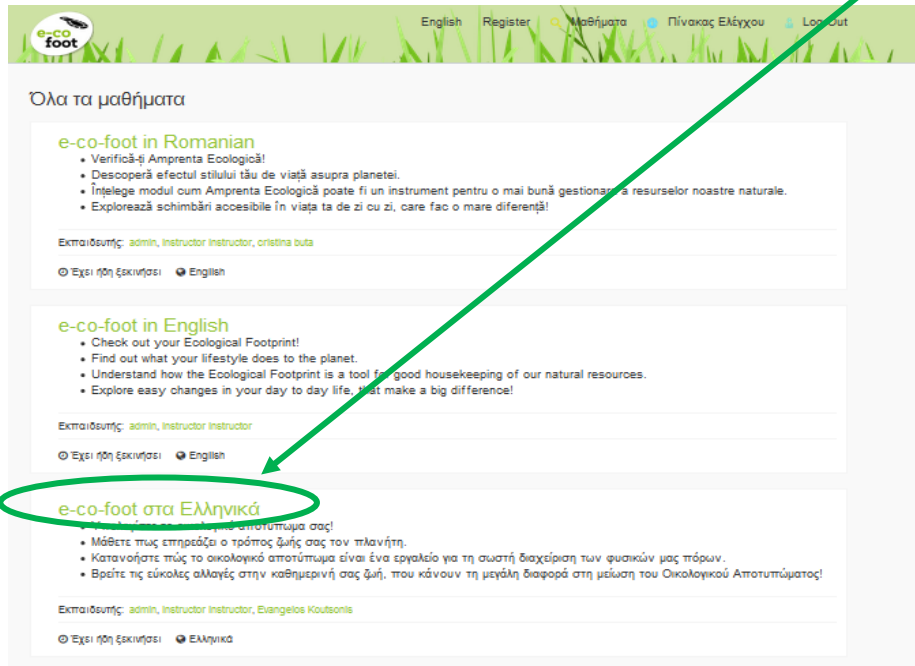 e-co
foot
English Register Μαθήματα Πίνακας Ελέγχου Log Out
Όλα τα μαθήματα
e-co-foot in Romanian
• Verifică-ți Amprenta Ecologică!
• Descoperă efectul stilului tău de viață asupra planetei.
• Înțelege modul cum Amprenta Ecologică poate fi un instrument pentru o mai bună gestionare a resurselor noastre naturale.
• Explorează schimbări accesibile în viața ta de zi cu zi, care fac o mare diferență!
Εκπαιδευτής: admin, Instructor Instructor, cristina buta
Έχει ήδη ξεκινήσει English
e-co-foot in English
• Check out your Ecological Footprint!
• Find out what your lifestyle does to the planet.
• Understand how the Ecological Footprint is a tool for good housekeeping of our natural resources.
• Explore easy changes in your day to day life, that make a big difference!
Εκπαιδευτής: admin, Instructor Instructor
Έχει ήδη ξεκινήσει English
e-co-foot στα Ελληνικά
• το οικολογικό αποτύπωμα σας!
• Μάθετε πως επηρεάζει ο τρόπος ζωής σας τον πλανήτη.
• Κατανοήστε πώς το οικολογικό αποτύπωμα είναι ένα εργαλείο για τη σωστή διαχείριση των φυσικών μας πόρων.
• Βρείτε τις εύκολες αλλαγές στην καθημερινή σας ζωή, που κάνουν τη μεγάλη διαφορά στη μείωση του Οικολογικού Αποτυπώματος!
Εκπαιδευτής: admin, Instructor Instructor, Evangelos Koutsonis
Έχει ήδη ξεκινήσει Ελληνικά